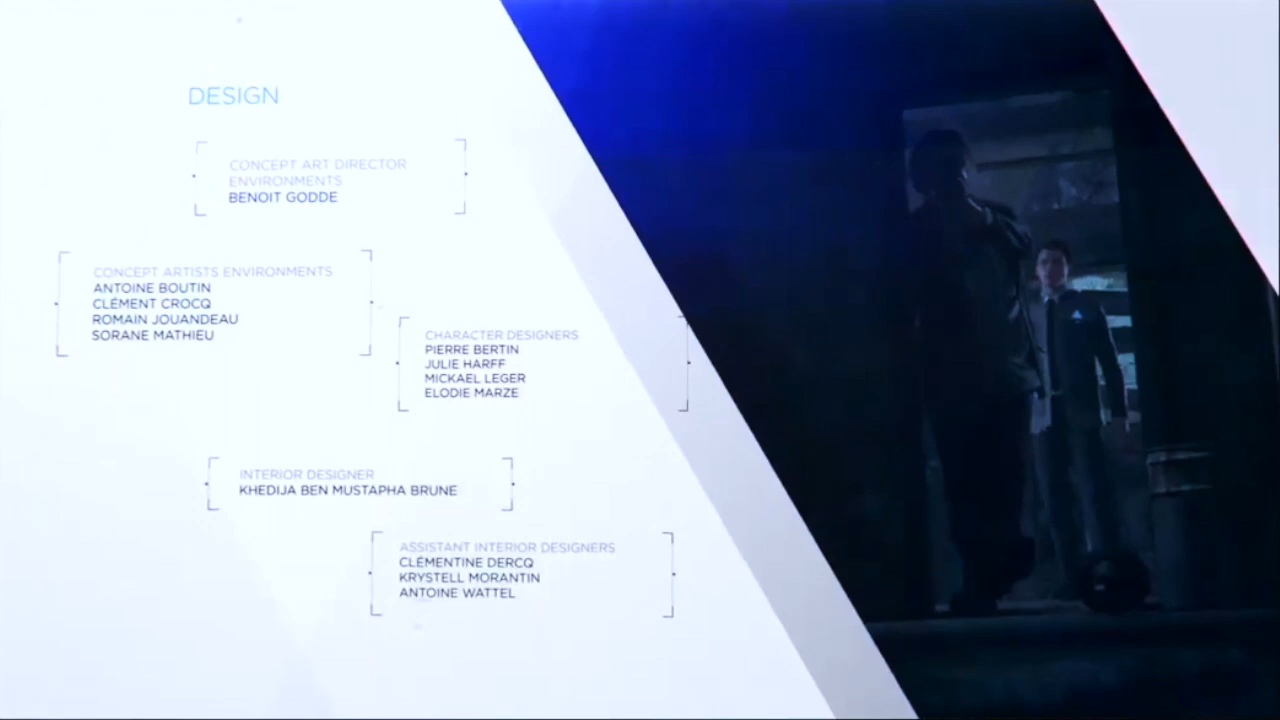 DESIGN
CONCEPT ART DIRECTOR
ENVIRONMENTS
BENOIT GODDE
CONCEPT ARTISTS ENVIRONMENTS
ANTOINE BOUTIN
CLÉMENT CROCQ
ROMAIN JOUANDEAU
SORANE MATHIEU
CHARACTER DESIGNERS
PIERRE BERTIN
JULIE HARFF
MICKAEL LEGER
ELODIE MARZE
INTERIOR DESIGNER
KHEDIJA BEN MUSTAPHA BRUNE
ASSISTANT INTERIOR DESIGNERS
CLÉMENTINE DERCQ
KRYSTELL MORANTIN
ANTOINE WATTEL